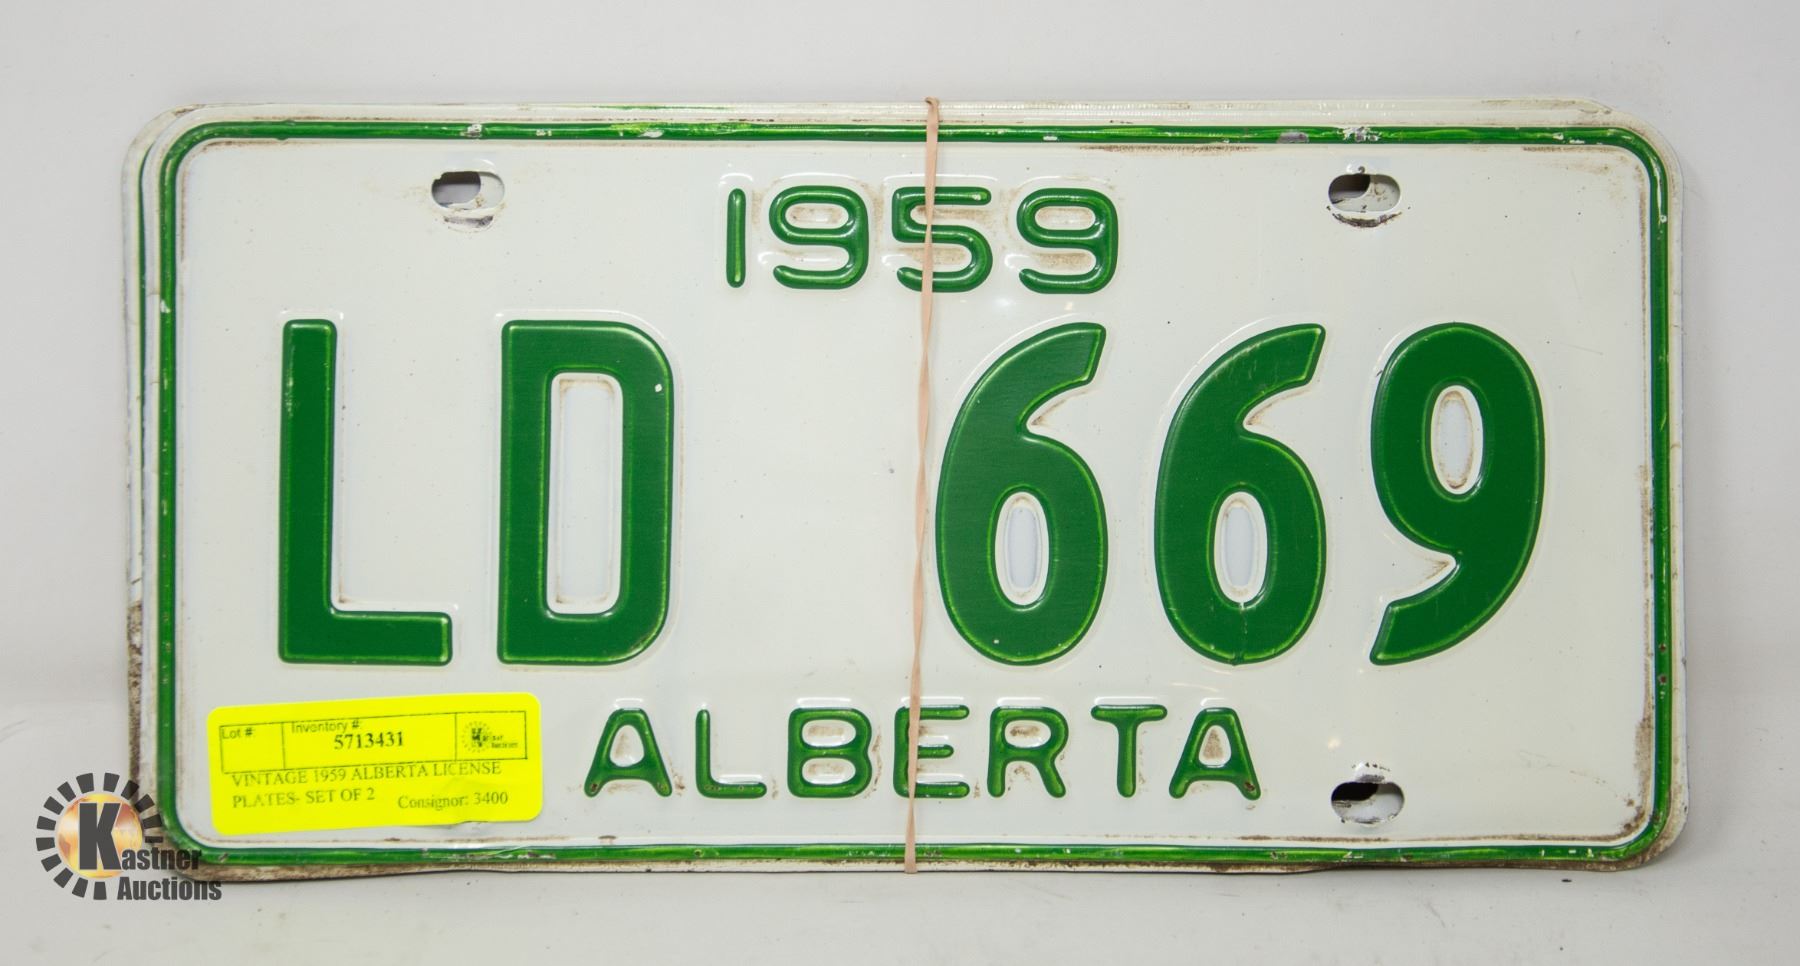 1959
LD 669
ALBERTA
Lot #:
Inventory #:
5713431
VINTAGE 1959 ALBERTA LICENSE
PLATES- SET OF 2
Consignor: 3400
Kastner
Auctions